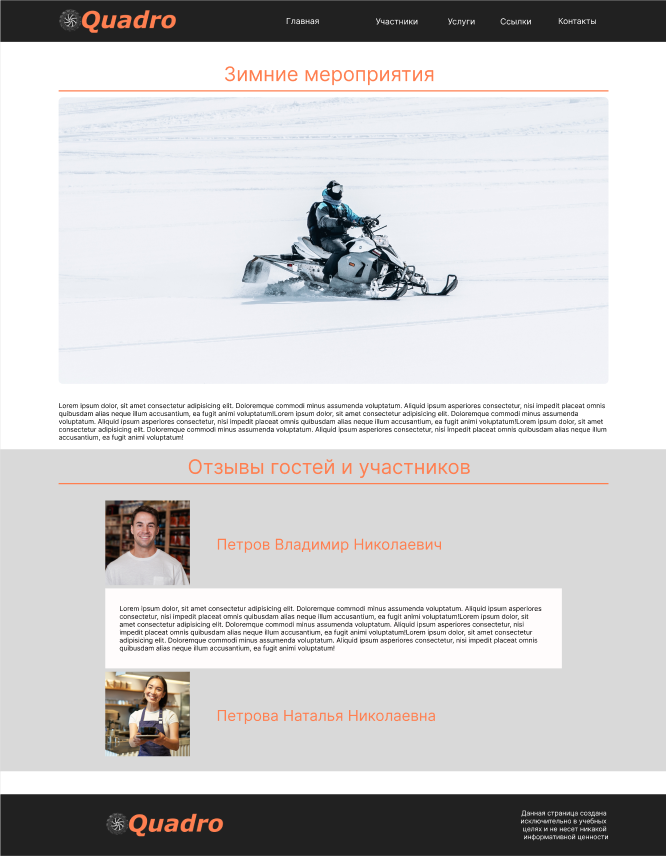 Quadro
Главная Участники Услуги Ссылки Контакты
Зимние мероприятия
Lorem ipsum dolor, sit amet consectetur adipisicing elit. Doloremque commodi minus assumenda voluptatum. Aliquid ipsum asperiores consectetur, nisi impedit placeat omnis
quibusdam alias neque illum accusantium, ea fugit animi voluptatum!Lorem ipsum dolor, sit amet consectetur adipisicing elit. Doloremque commodi minus assumenda
voluptatum. Aliquid ipsum asperiores consectetur, nisi impedit placeat omnis quibusdam alias neque illum accusantium, ea fugit animi voluptatum!Lorem ipsum dolor, sit amet
consectetur adipisicing elit. Doloremque commodi minus assumenda voluptatum. Aliquid ipsum asperiores consectetur, nisi impedit placeat omnis quibusdam alias neque illum
accusantium, ea fugit animi voluptatum!
Отзывы гостей и участников
Петров Владимир Николаевич
Lorem ipsum dolor, sit amet consectetur adipisicing elit. Doloremque commodi minus assumenda voluptatum. Aliquid ipsum asperiores
consectetur, nisi impedit placeat omnis quibusdam alias neque illum accusantium, ea fugit animi voluptatum!Lorem ipsum dolor, sit
amet consectetur adipisicing elit. Doloremque commodi minus assumenda voluptatum. Aliquid ipsum asperiores consectetur, nisi
impedit placeat omnis quibusdam alias neque illum accusantium, ea fugit animi voluptatum!Lorem ipsum dolor, sit amet consectetur
adipisicing elit. Doloremque commodi minus assumenda voluptatum. Aliquid ipsum asperiores consectetur, nisi impedit placeat omnis
quibusdam alias neque illum accusantium, ea fugit animi voluptatum!
Петрова Наталья Николаевна
Quadro
Данная страница создана
исключительно в учебных
целях и не несет никакой
информативной ценности